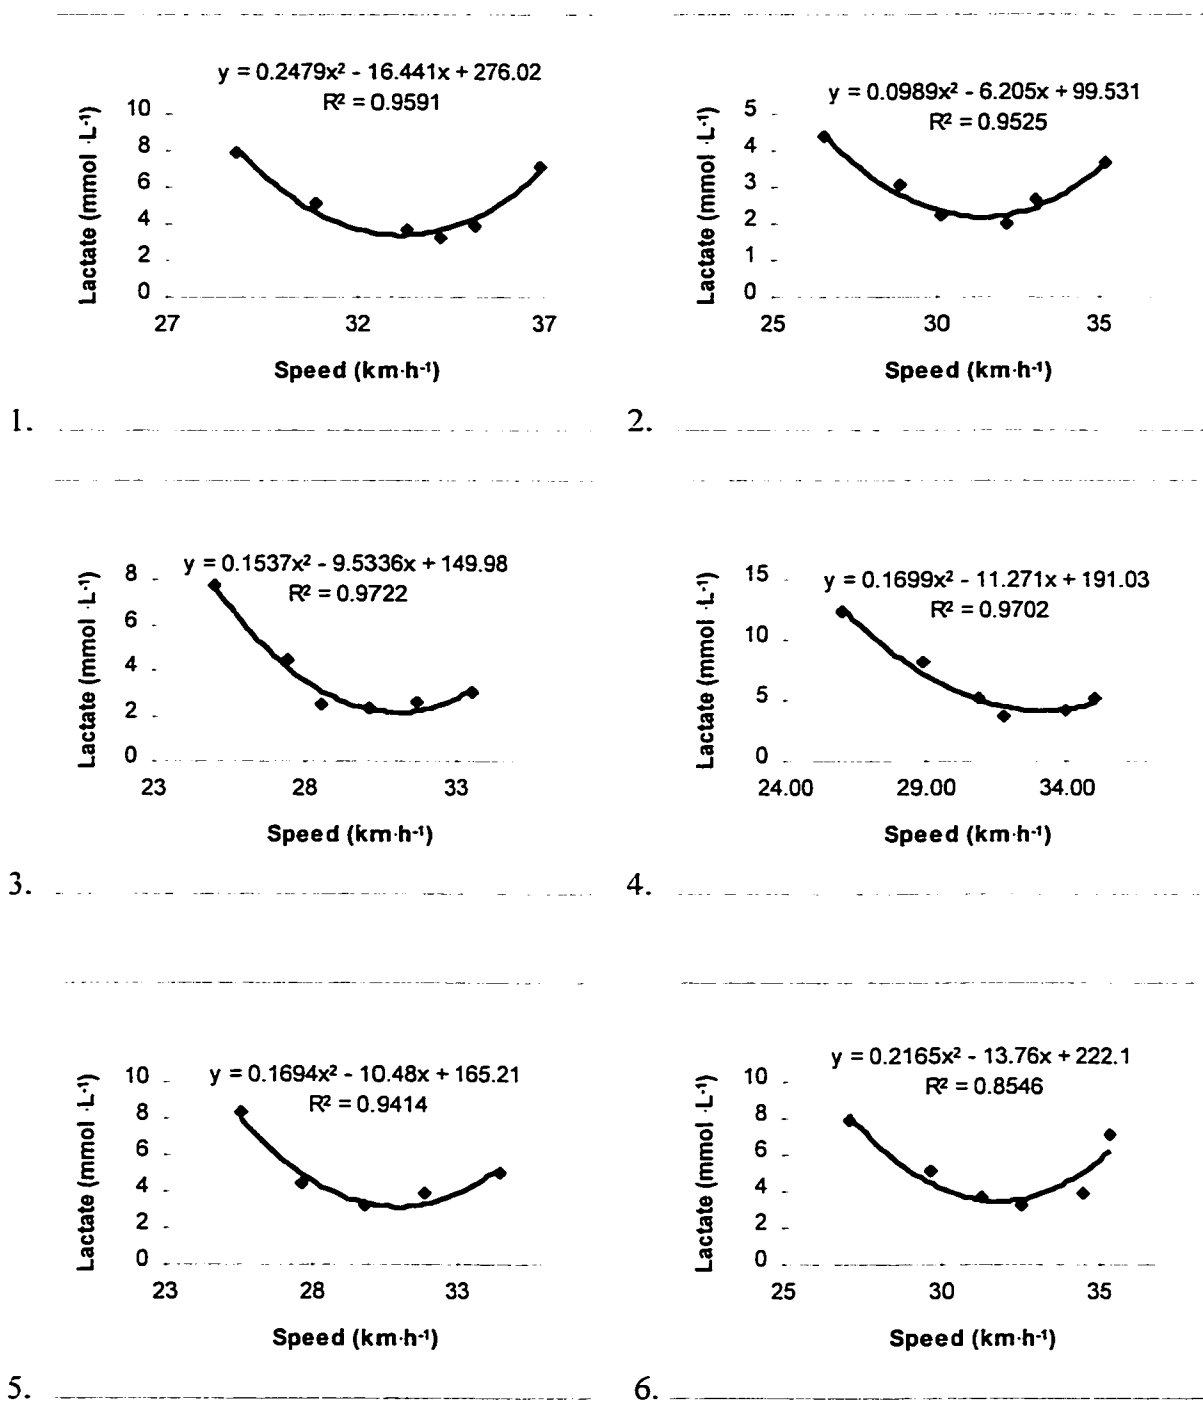 y = 0.2479x² - 16.441x + 276.02
R² = 0.9591
Lactate (mmol ·L⁻¹)
10
8
6
4
2
0
27 32 37
Speed (km·h⁻¹)
1.
y = 0.0989x² - 6.205x + 99.531
R² = 0.9525
Lactate (mmol ·L⁻¹)
5
4
3
2
1
0
25 30 35
Speed (km·h⁻¹)
2.
y = 0.1537x² - 9.5336x + 149.98
R² = 0.9722
Lactate (mmol ·L⁻¹)
8
6
4
2
0
23 28 33
Speed (km·h⁻¹)
3.
y = 0.1699x² - 11.271x + 191.03
R² = 0.9702
Lactate (mmol ·L⁻¹)
15
10
5
0
24.00 29.00 34.00
Speed (km·h⁻¹)
4.
y = 0.1694x² - 10.48x + 165.21
R² = 0.9414
Lactate (mmol ·L⁻¹)
10
8
6
4
2
0
23 28 33
Speed (km·h⁻¹)
5.
y = 0.2165x² - 13.76x + 222.1
R² = 0.8546
Lactate (mmol ·L⁻¹)
10
8
6
4
2
0
25 30 35
Speed (km·h⁻¹)
6.